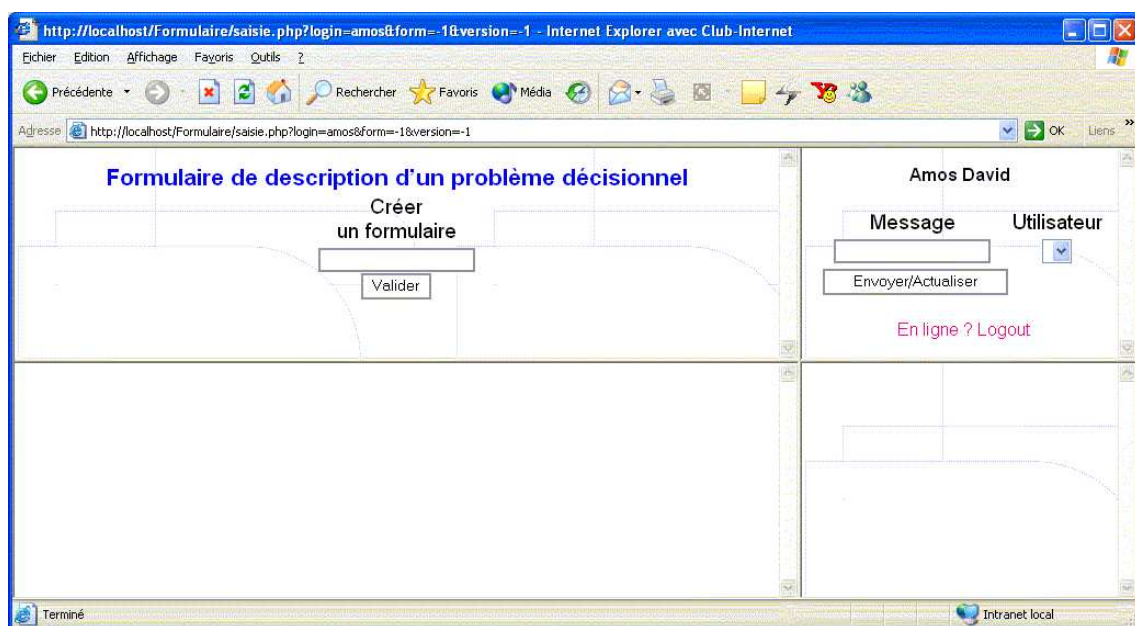 http://localhost/Formulaire/saisie.php?login=amos&form=-1&version=-1 - Internet Explorer avec Club-Internet
Fichier Edition Affichage Favoris Outils ?
Précédente Rechercher Favoris Média
Adresse http://localhost/Formulaire/saisie.php?login=amos&form=-1&version=-1 OK Liens »
Formulaire de description d'un problème décisionnel
Créer
un formulaire
Valider
Amos David
Message Utilisateur
Envoyer/Actualiser
En ligne ? Logout
Terminé Intranet local